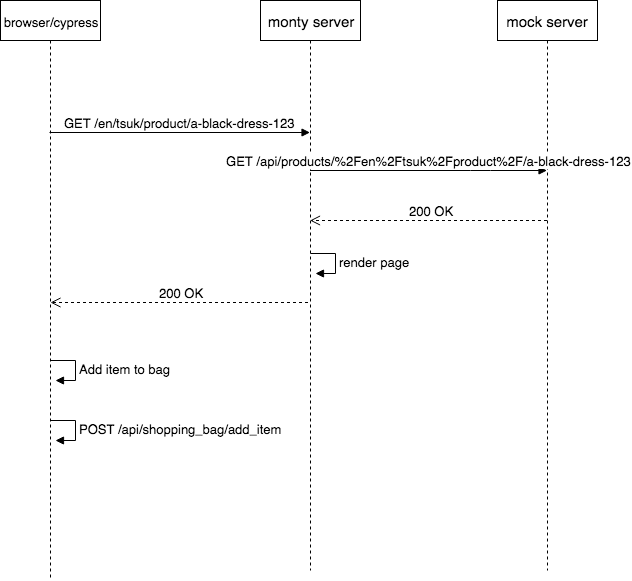 browser/cypress
monty server
mock server
GET /en/tsuk/product/a-black-dress-123
GET /api/products/%2Fen%2Ftsuk%2Fproduct%2F/a-black-dress-123
200 OK
render page
200 OK
Add item to bag
POST /api/shopping_bag/add_item